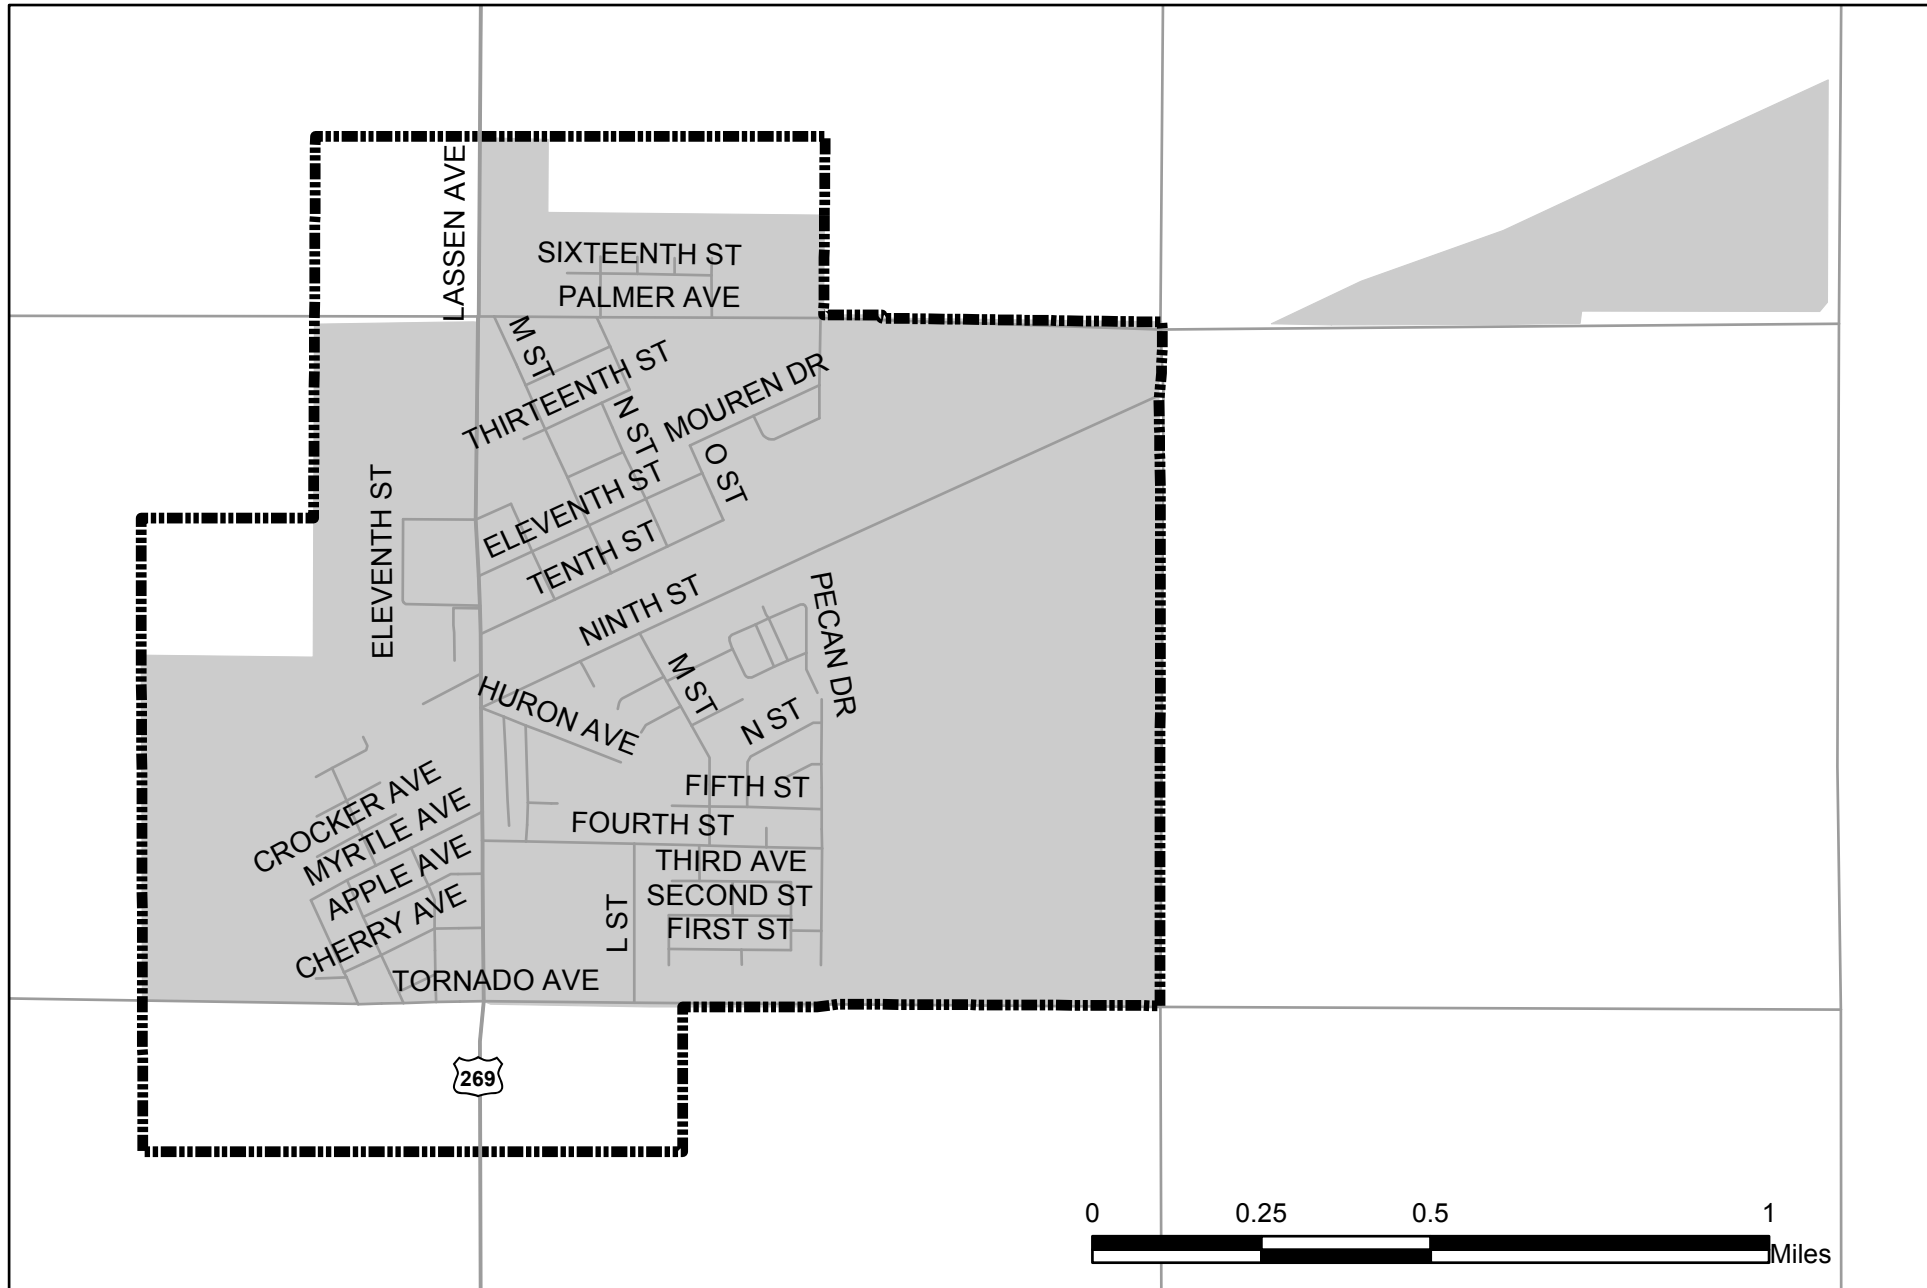 LASSEN AVE
SIXTEENTH ST
PALMER AVE
M ST
THIRTEENTH ST
N ST
MOUREN DR
O ST
ELEVENTH ST
ELEVENTH ST
TENTH ST
NINTH ST
PECAN DR
M ST
HURON AVE
N ST
CROCKER AVE
FIFTH ST
MYRTLE AVE
FOURTH ST
APPLE AVE
THIRD AVE
CHERRY AVE
SECOND ST
L ST
FIRST ST
TORNADO AVE
269
0 0.25 0.5 1
Miles